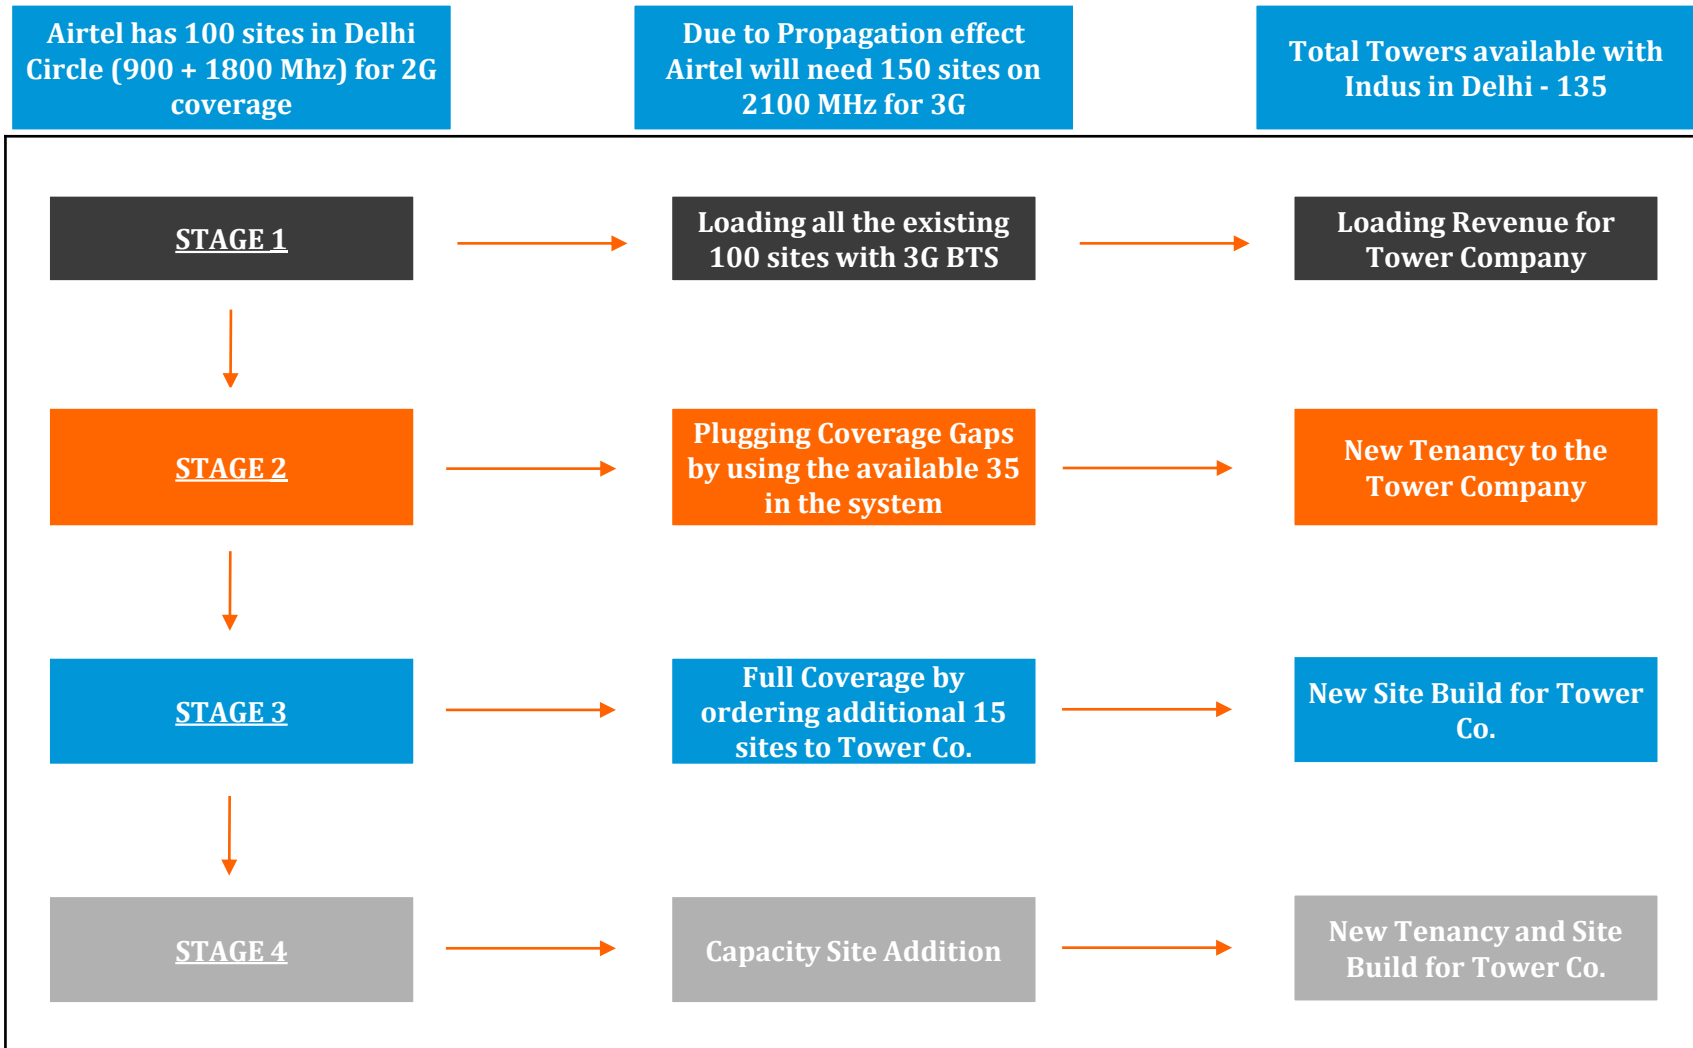 Airtel has 100 sites in Delhi
Circle (900 + 1800 Mhz) for 2G
coverage
Due to Propagation effect
Airtel will need 150 sites on
2100 MHz for 3G
Total Towers available with
Indus in Delhi - 135
STAGE 1
Loading all the existing
100 sites with 3G BTS
Loading Revenue for
Tower Company
STAGE 2
Plugging Coverage Gaps
by using the available 35
in the system
New Tenancy to the
Tower Company
STAGE 3
Full Coverage by
ordering additional 15
sites to Tower Co.
New Site Build for Tower
Co.
STAGE 4
Capacity Site Addition
New Tenancy and Site
Build for Tower Co.